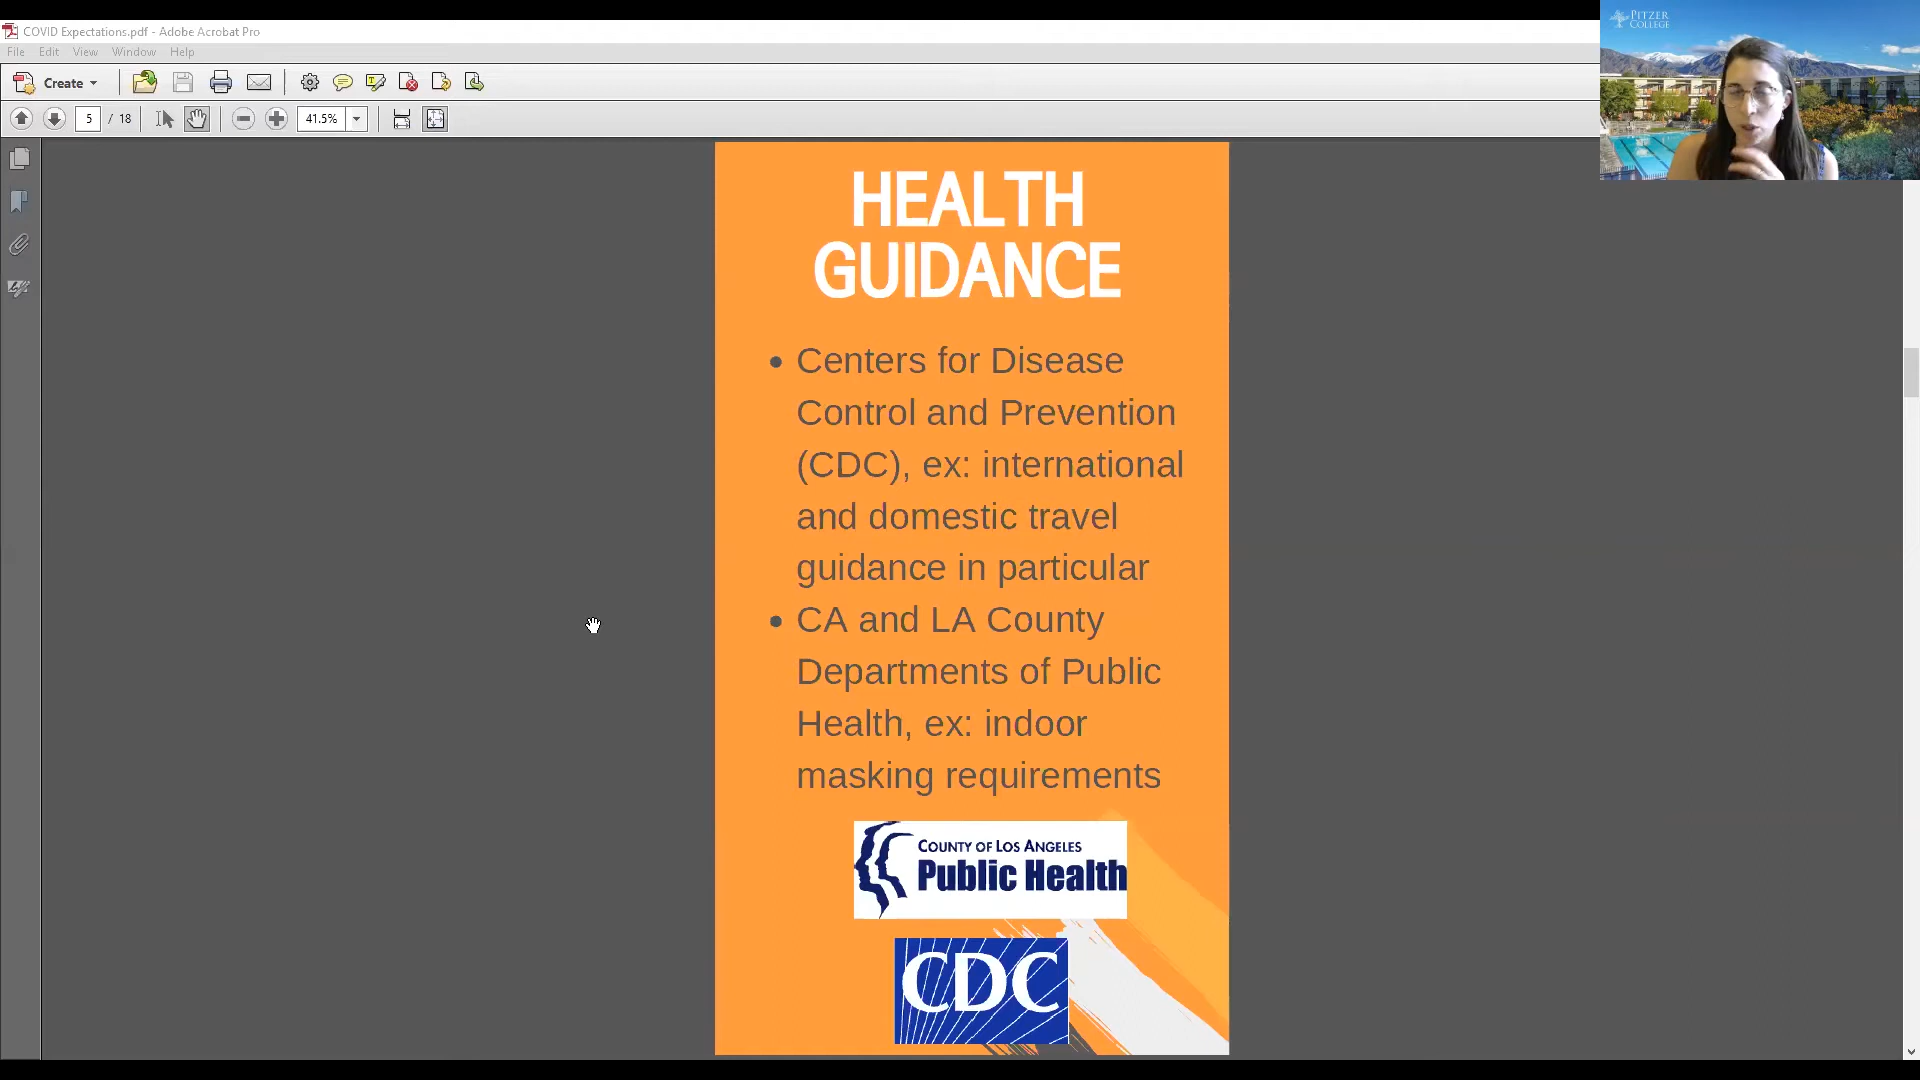 COVID Expectations.pdf - Adobe Acrobat Pro
File Edit View Window Help
Create
5 / 18 41.5%
PITZER
COLLEGE
HEALTH
GUIDANCE
• Centers for Disease
Control and Prevention
(CDC), ex: international
and domestic travel
guidance in particular
• CA and LA County
Departments of Public
Health, ex: indoor
masking requirements
COUNTY OF LOS ANGELES
Public Health
CDC